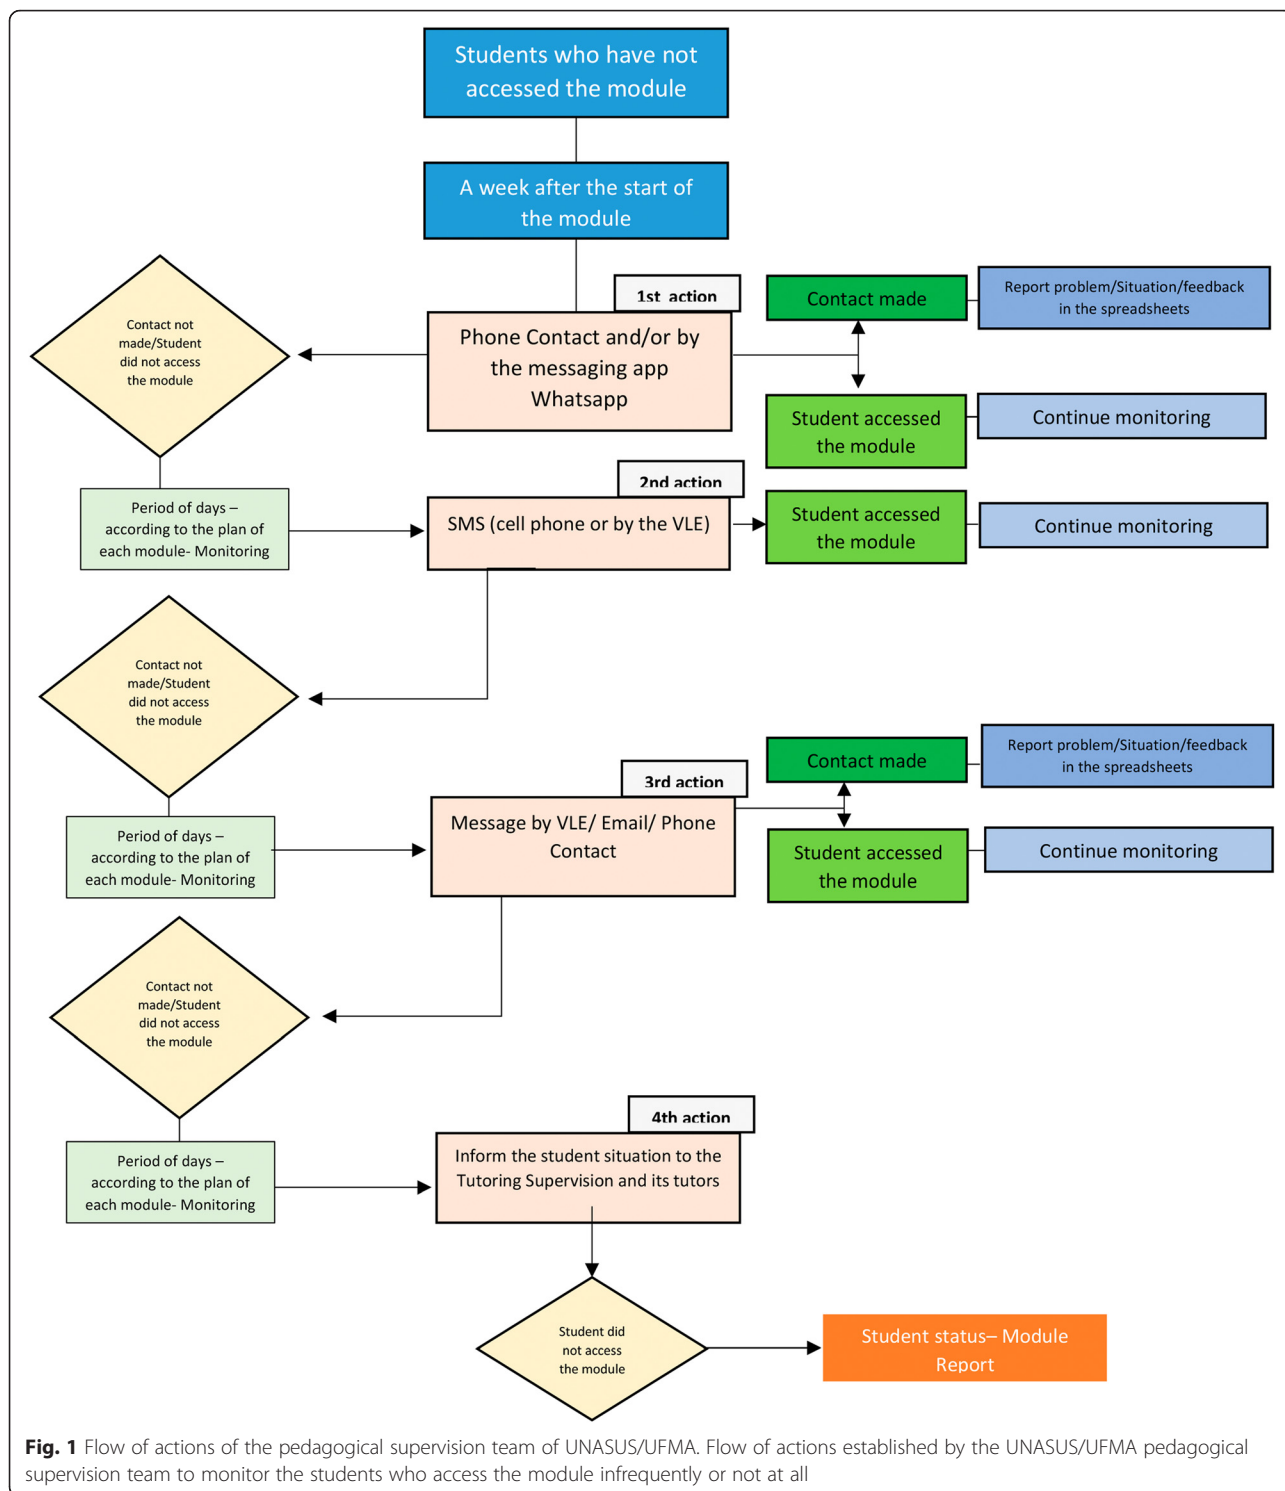 Students who have not
accessed the module
A week after the start of
the module
1st action
Phone Contact and/or by
the messaging app
Whatsapp
Contact made
Report problem/Situation/feedback
in the spreadsheets
Student accessed
the module
Continue monitoring
Contact not
made/Student
did not access
the module
Period of days –
according to the plan of
each module- Monitoring
2nd action
SMS (cell phone or by the VLE)
Student accessed
the module
Continue monitoring
Contact not
made/Student
did not access
the module
Period of days –
according to the plan of
each module- Monitoring
3rd action
Message by VLE/ Email/ Phone
Contact
Contact made
Report problem/Situation/feedback
in the spreadsheets
Student accessed
the module
Continue monitoring
Contact not
made/Student
did not access
the module
Period of days –
according to the plan of
each module- Monitoring
4th action
Inform the student situation to the
Tutoring Supervision and its tutors
Student did
not access
the module
Student status– Module
Report
Fig. 1 Flow of actions of the pedagogical supervision team of UNASUS/UFMA. Flow of actions established by the UNASUS/UFMA pedagogical
supervision team to monitor the students who access the module infrequently or not at all